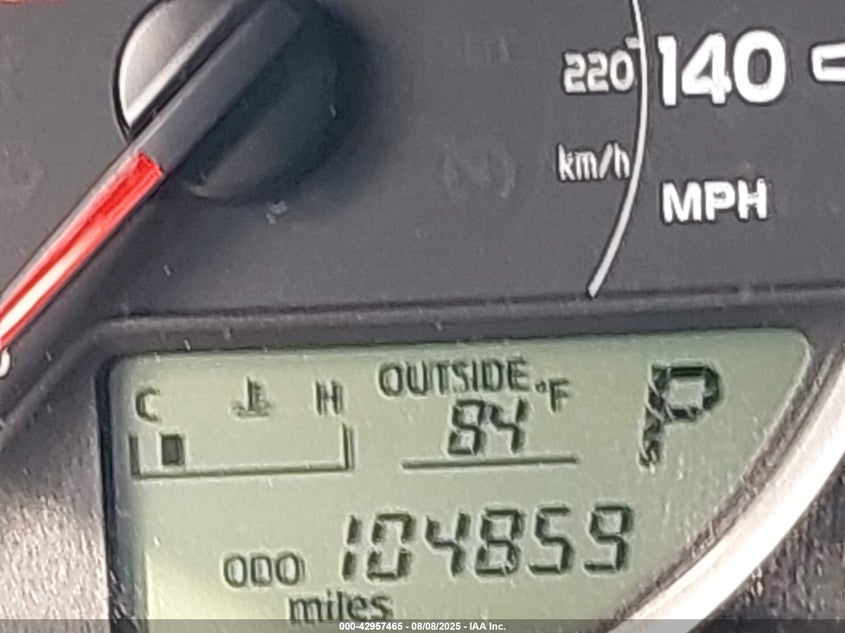 220 140
km/h
MPH
OUTSIDE °F
C H
84
P
ODO 104859
miles
000-42957465 - 08/08/2025 - IAA Inc.